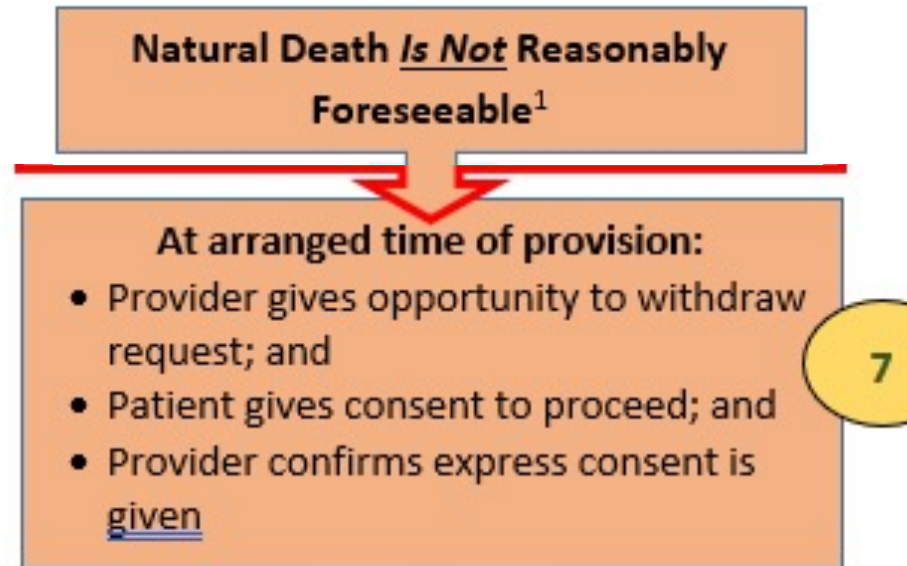 Natural Death Is Not Reasonably
Foreseeable¹
At arranged time of provision:
• Provider gives opportunity to withdraw
request; and
• Patient gives consent to proceed; and
• Provider confirms express consent is
given
7